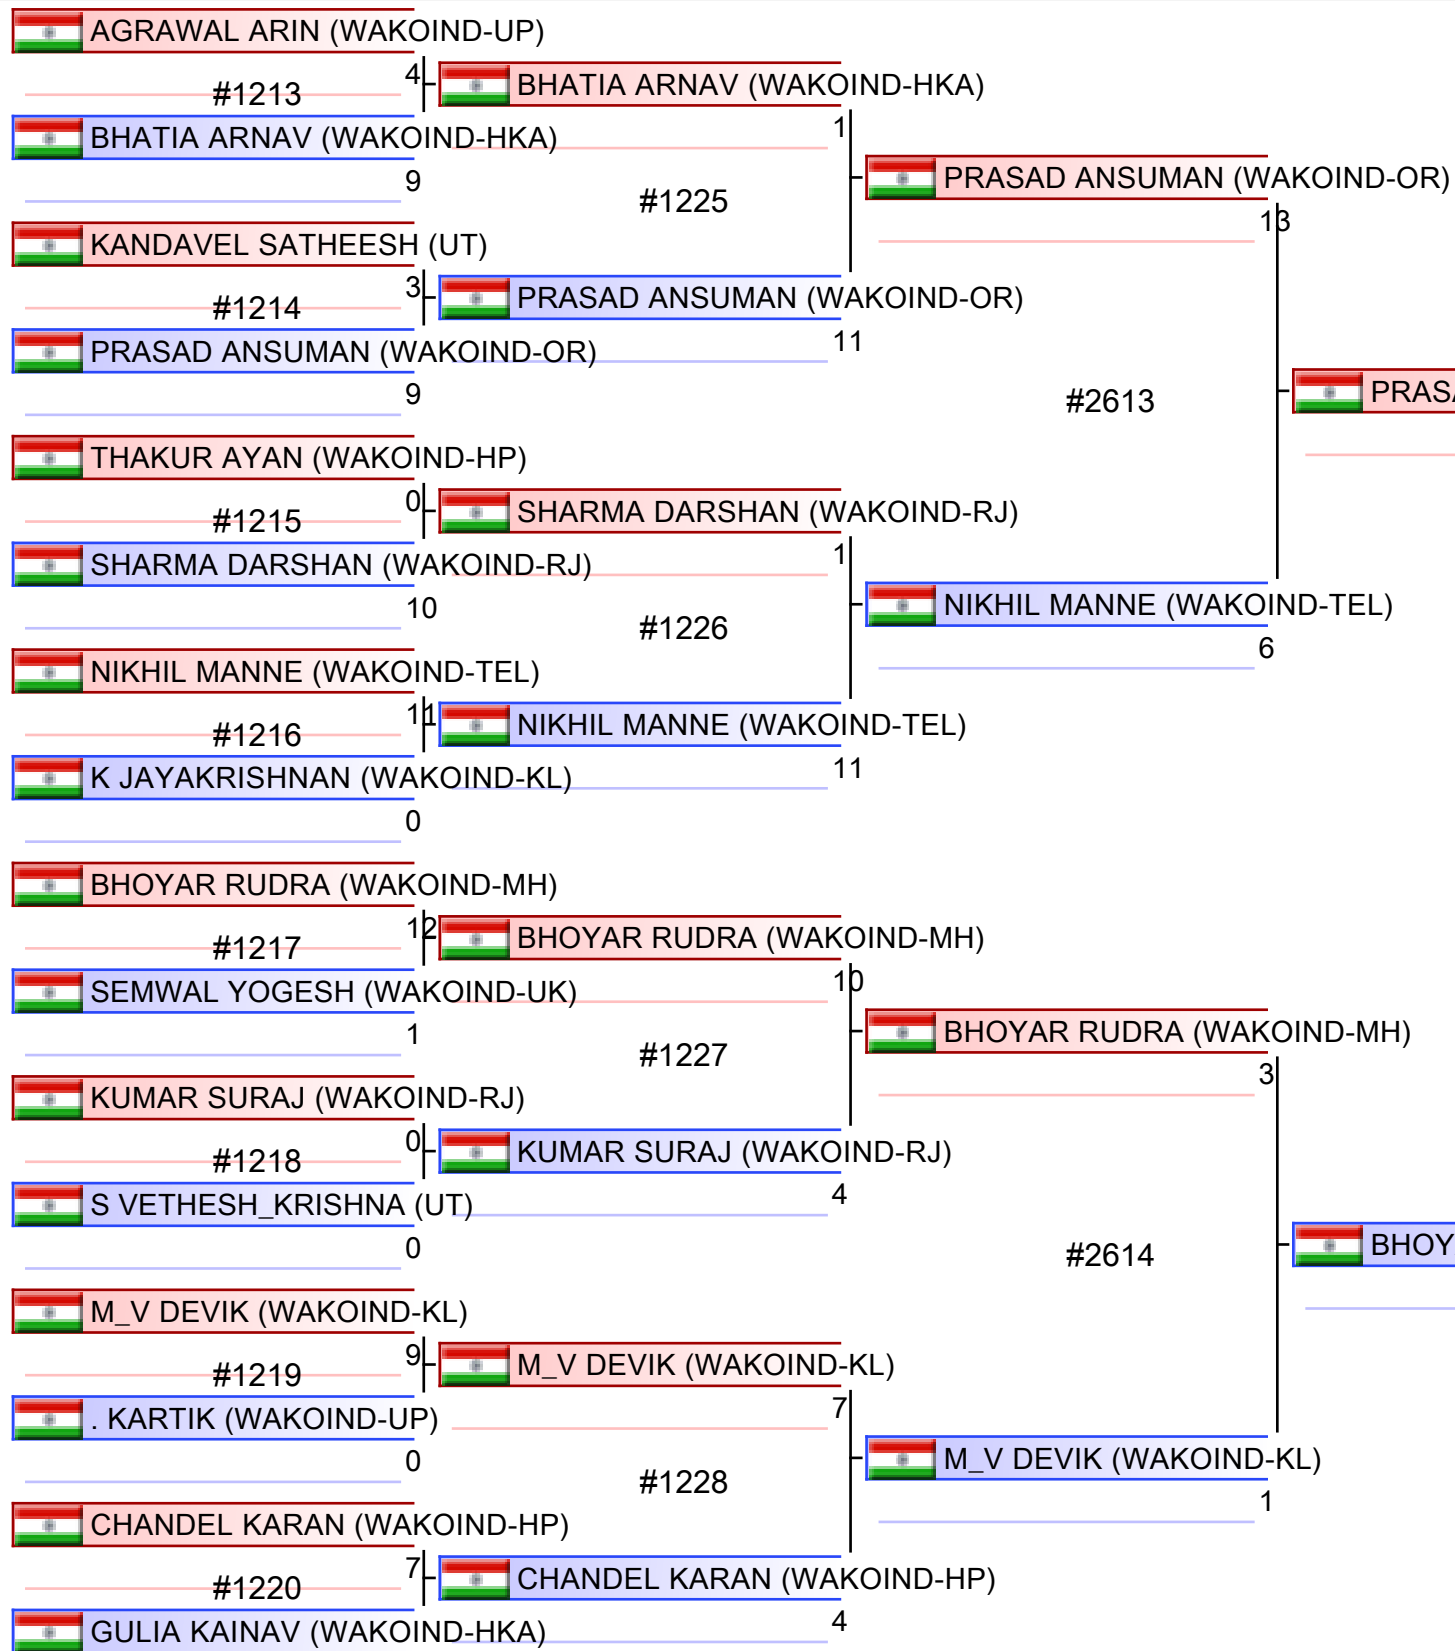 AGRAWAL ARIN (WAKOIND-UP)
4
BHATIA ARNAV (WAKOIND-HKA)
#1213
1
BHATIA ARNAV (WAKOIND-HKA)
PRASAD ANSUMAN (WAKOIND-OR)
9
#1225
13
KANDAVEL SATHEESH (UT)
3
PRASAD ANSUMAN (WAKOIND-OR)
#1214
11
PRASAD ANSUMAN (WAKOIND-OR)
9
#2613
PRASA
THAKUR AYAN (WAKOIND-HP)
0
SHARMA DARSHAN (WAKOIND-RJ)
#1215
1
SHARMA DARSHAN (WAKOIND-RJ)
NIKHIL MANNE (WAKOIND-TEL)
10
#1226
6
NIKHIL MANNE (WAKOIND-TEL)
11
NIKHIL MANNE (WAKOIND-TEL)
#1216
11
K JAYAKRISHNAN (WAKOIND-KL)
0
BHOYAR RUDRA (WAKOIND-MH)
12
BHOYAR RUDRA (WAKOIND-MH)
#1217
10
SEMWAL YOGESH (WAKOIND-UK)
BHOYAR RUDRA (WAKOIND-MH)
1
#1227
3
KUMAR SURAJ (WAKOIND-RJ)
0
KUMAR SURAJ (WAKOIND-RJ)
#1218
4
S VETHESH_KRISHNA (UT)
0
#2614
BHOY
M_V DEVIK (WAKOIND-KL)
9
M_V DEVIK (WAKOIND-KL)
#1219
7
. KARTIK (WAKOIND-UP)
M_V DEVIK (WAKOIND-KL)
0
#1228
1
CHANDEL KARAN (WAKOIND-HP)
7
CHANDEL KARAN (WAKOIND-HP)
#1220
4
GULIA KAINAV (WAKOIND-HKA)